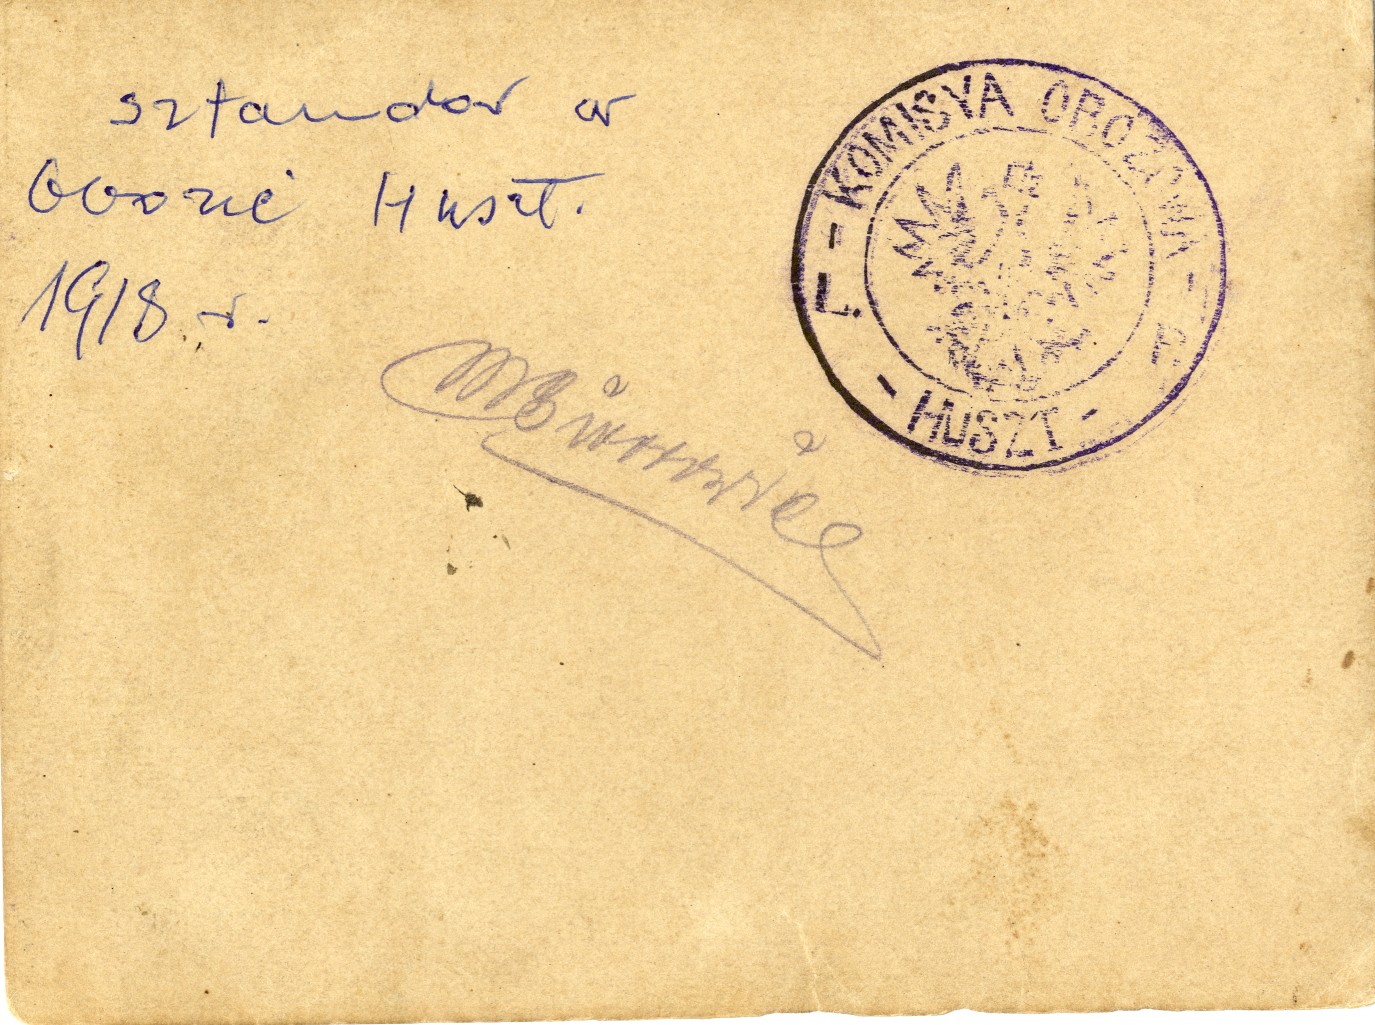 sztandar w
Obozie Huszt.
1918 r.
- KOMISYA OBOZOWA -
L. P.
- HUSZT -